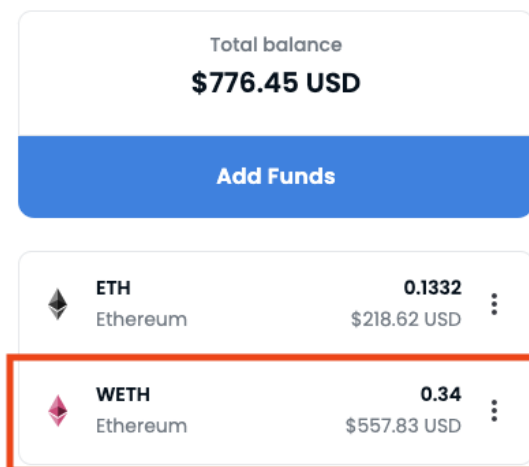 Total balance
$776.45 USD
Add Funds
ETH 0.1332
Ethereum $218.62 USD
WETH 0.34
Ethereum $557.83 USD